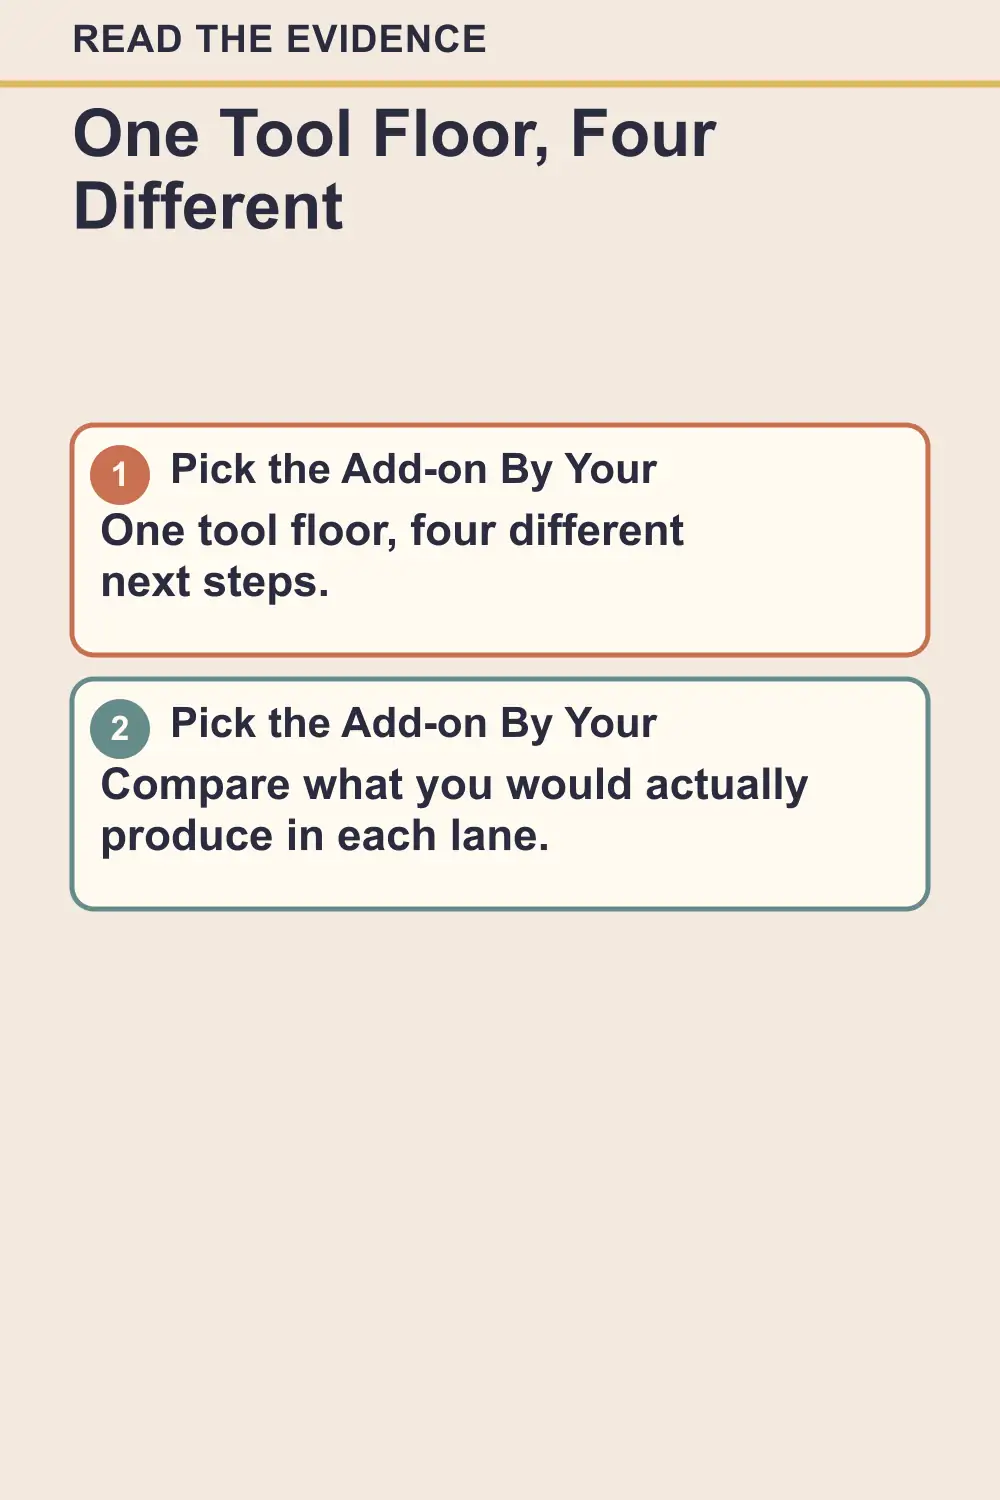 READ THE EVIDENCE
One Tool Floor, Four
Different
1 Pick the Add-on By Your
One tool floor, four different
next steps.
2 Pick the Add-on By Your
Compare what you would actually
produce in each lane.